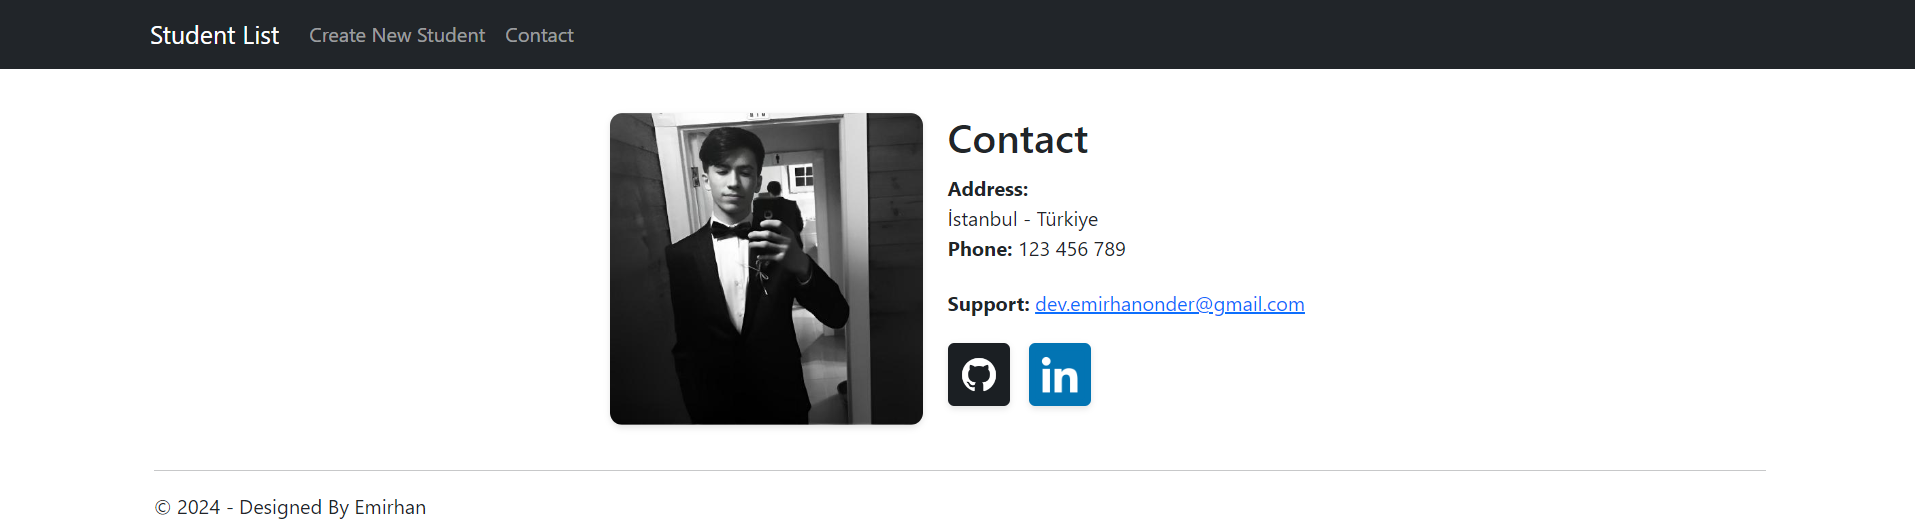 Student List Create New Student Contact
Contact
Address:
İstanbul - Türkiye
Phone: 123 456 789
Support: dev.emirhanonder@gmail.com
in
© 2024 - Designed By Emirhan